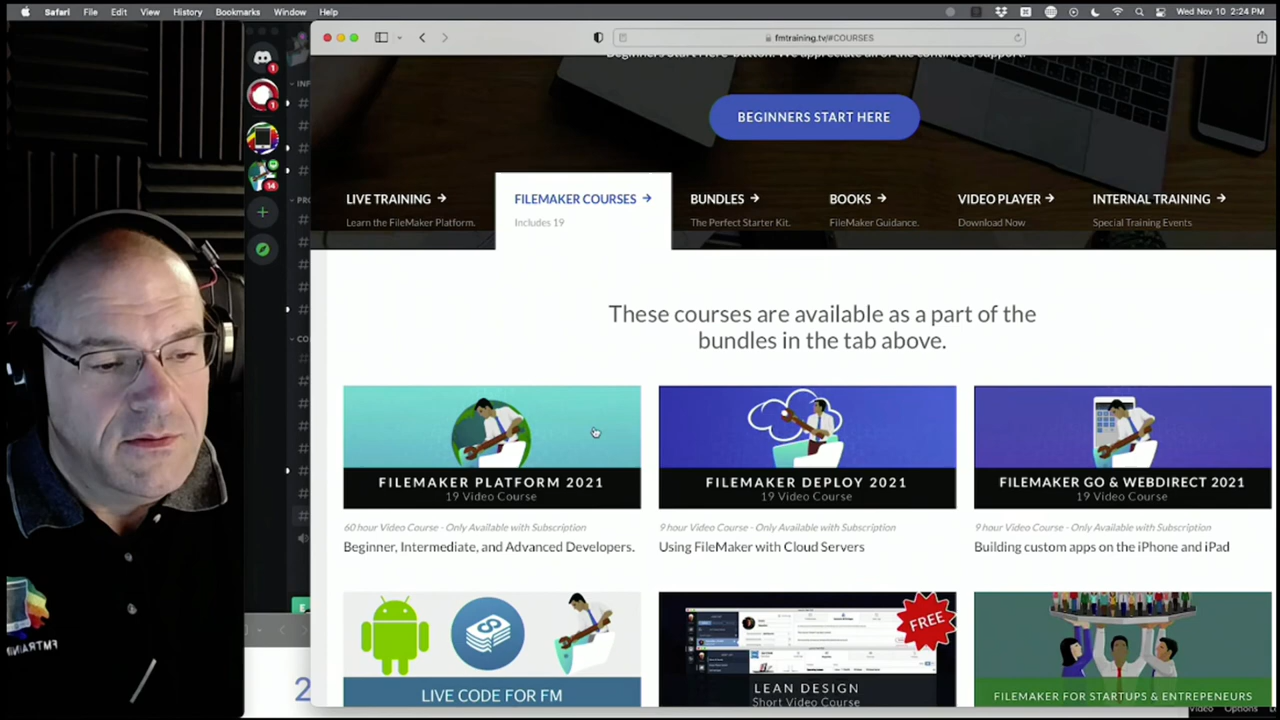 Safari File Edit View History Bookmarks Window Help
Wed Nov 10 2:24 PM
fmtraining.tv/#COURSES
BEGINNERS START HERE
LIVE TRAINING →
Learn the FileMaker Platform.
FILEMAKER COURSES →
Includes 19
BUNDLES →
The Perfect Starter Kit.
BOOKS →
FileMaker Guidance.
VIDEO PLAYER →
Download Now
INTERNAL TRAINING →
Special Training Events
These courses are available as a part of the
bundles in the tab above.
FILEMAKER PLATFORM 2021
19 Video Course
60 hour Video Course - Only Available with Subscription
Beginner, Intermediate, and Advanced Developers.
FILEMAKER DEPLOY 2021
19 Video Course
9 hour Video Course - Only Available with Subscription
Using FileMaker with Cloud Servers
FILEMAKER GO & WEBDIRECT 2021
19 Video Course
9 hour Video Course - Only Available with Subscription
Building custom apps on the iPhone and iPad
LIVE CODE FOR FM
FREE
LEAN DESIGN
Short Video Course
FILEMAKER FOR STARTUPS & ENTREPENEURS
1
1
14
2
Video Options